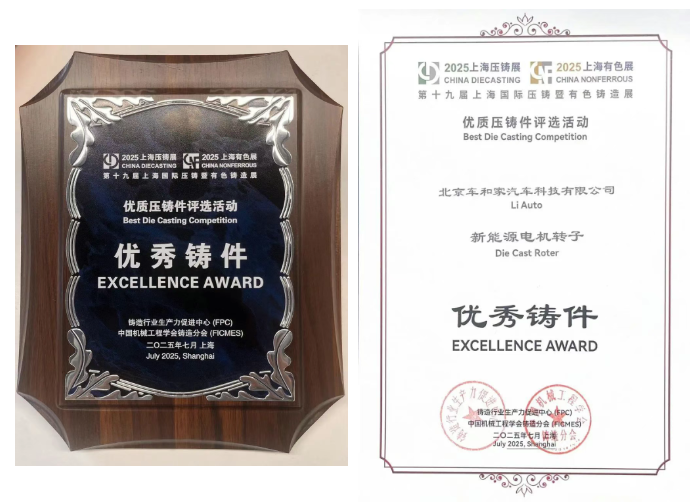 2025上海压铸展 2025上海有色展
CHINA DIECASTING CHINA NONFERROUS
第十九届上海国际压铸暨有色铸造展
优质压铸件评选活动
Best Die Casting Competition
优秀铸件
EXCELLENCE AWARD
铸造行业生产力促进中心 (FPC)
中国机械工程学会铸造分会 (FICMES)
二〇二五年七月 上海
July 2025, Shanghai
2025上海压铸展 2025上海有色展
CHINA DIECASTING CHINA NONFERROUS
第十九届上海国际压铸暨有色铸造展
优质压铸件评选活动
Best Die Casting Competition
北京车和家汽车科技有限公司
Li Auto
新能源电机转子
Die Cast Roter
优秀铸件
EXCELLENCE AWARD
铸造行业生产力促进中心 (FPC)
中国机械工程学会铸造分会 (FICMES)
二〇二五年七月 上海
July 2025, Shanghai